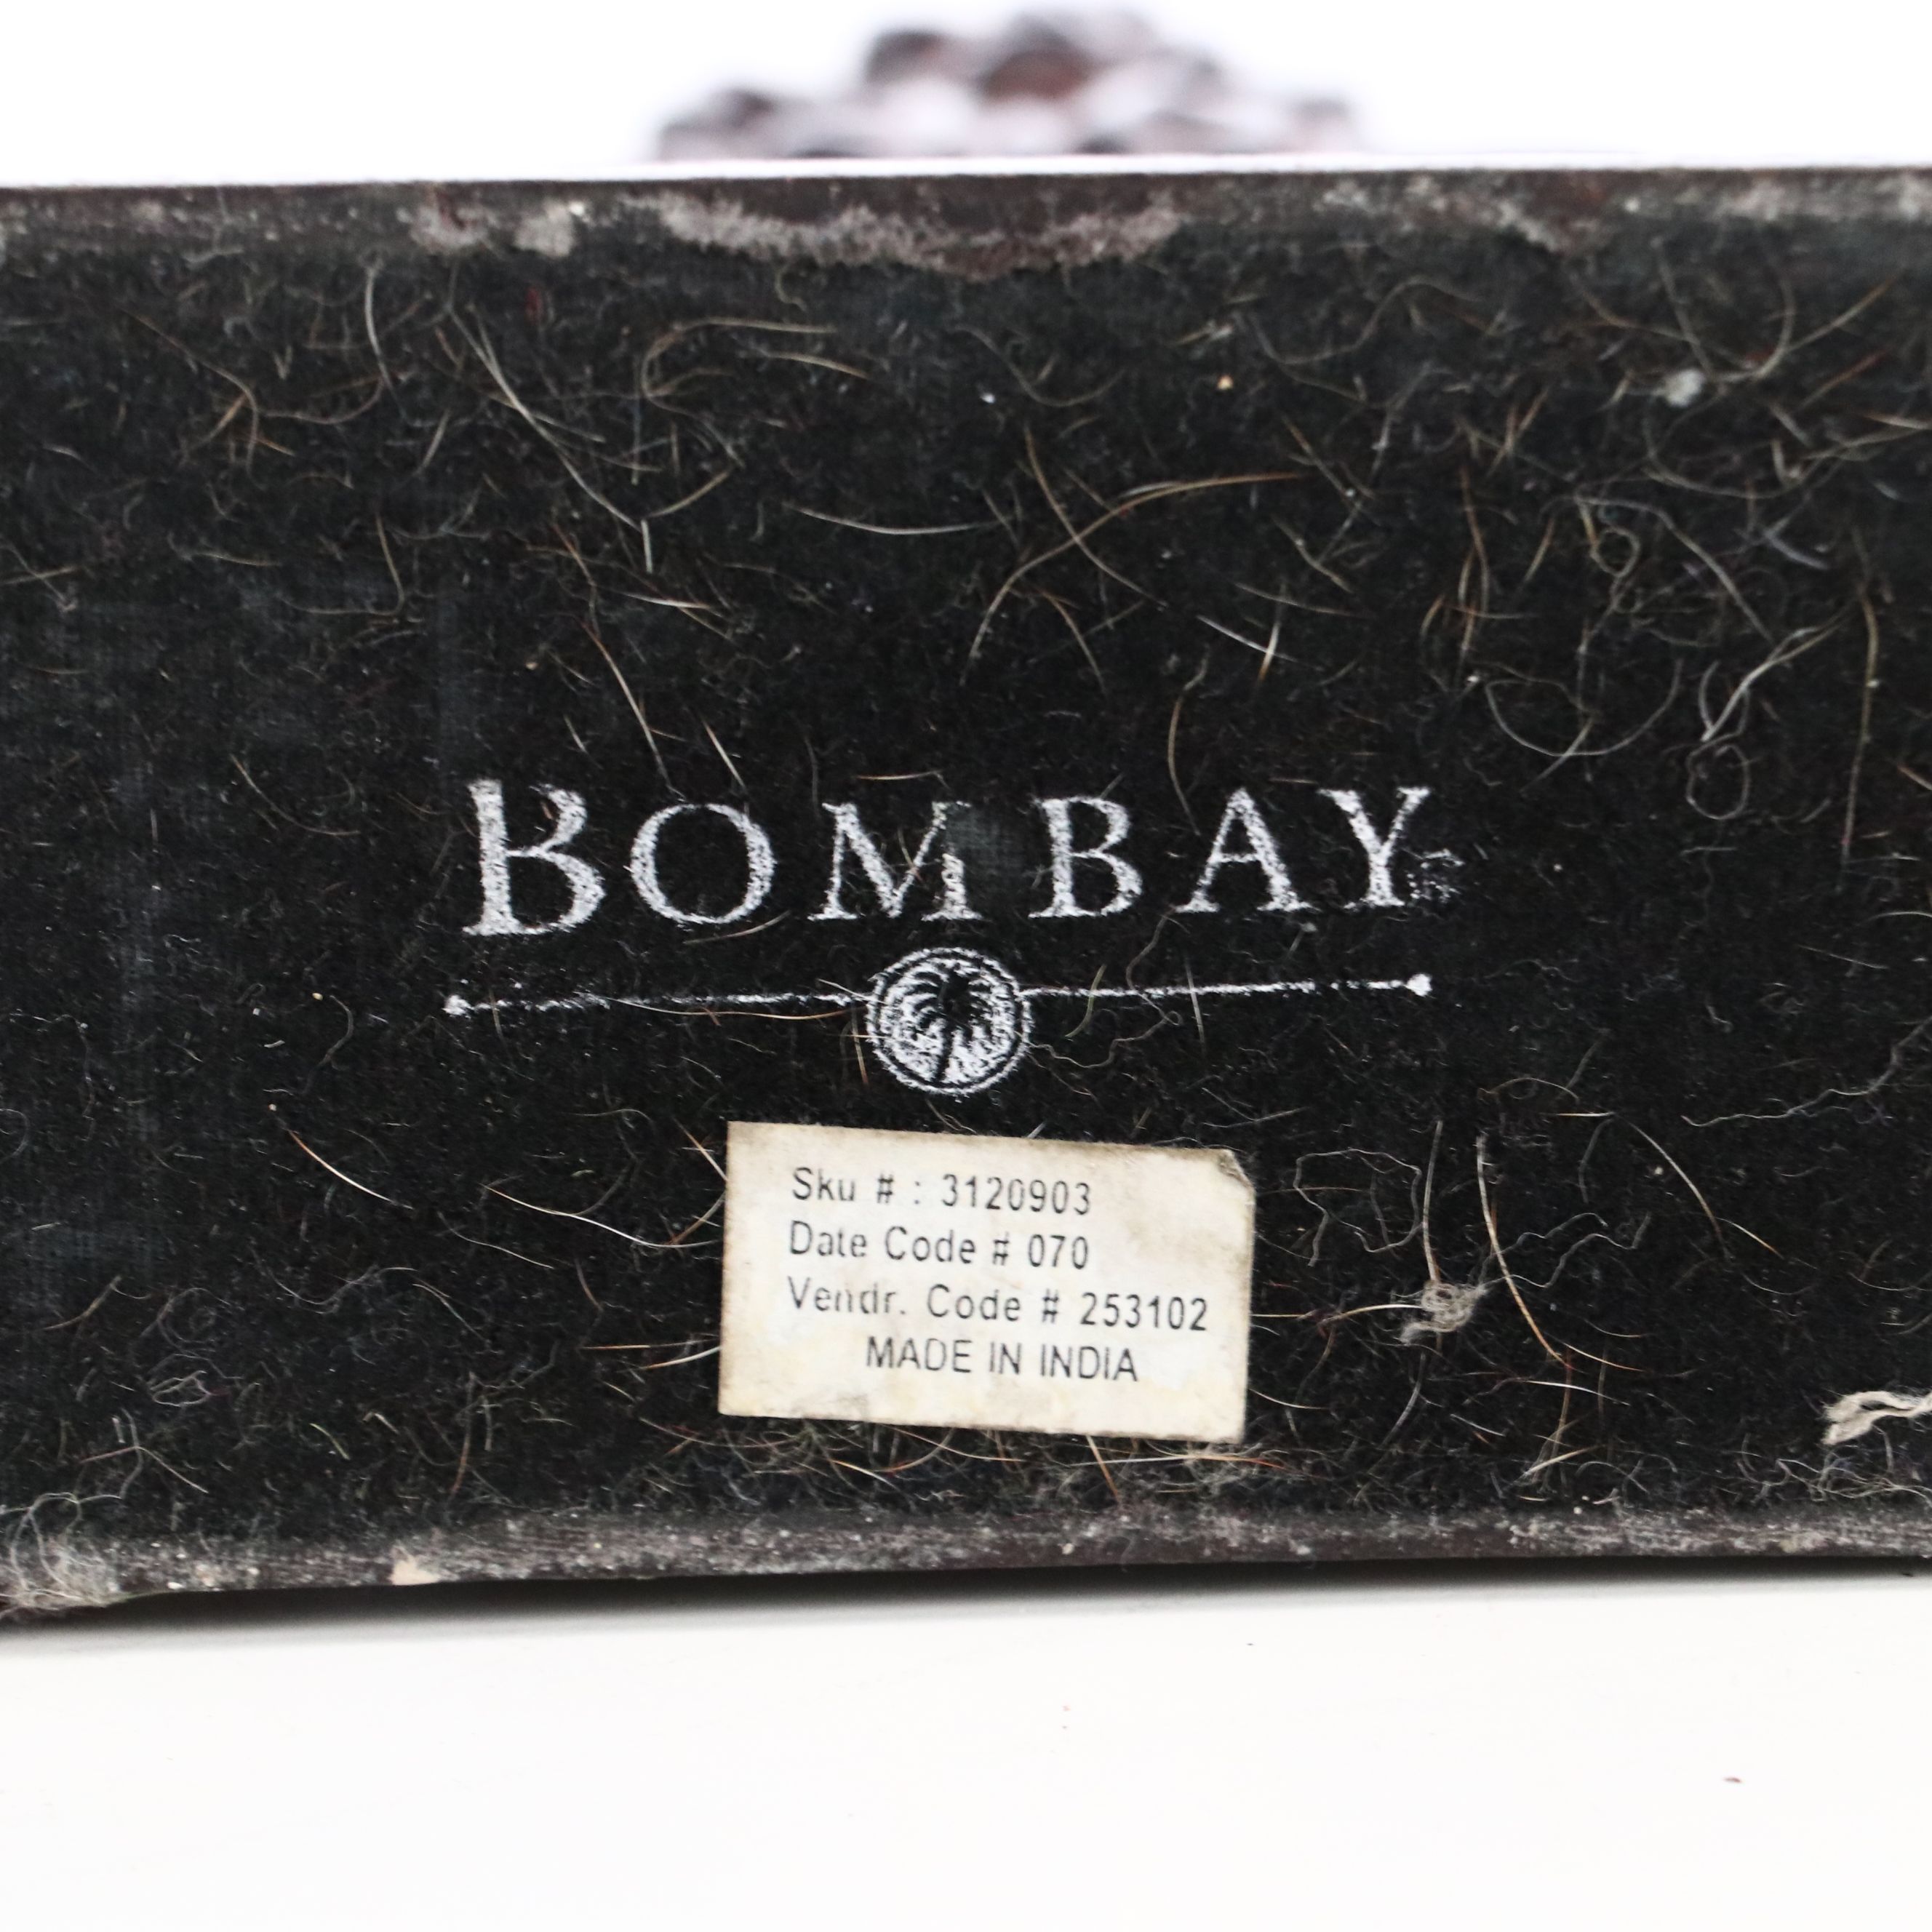 BOMBAY
Sku # : 3120903
Date Code # 070
Vendr. Code # 253102
MADE IN INDIA